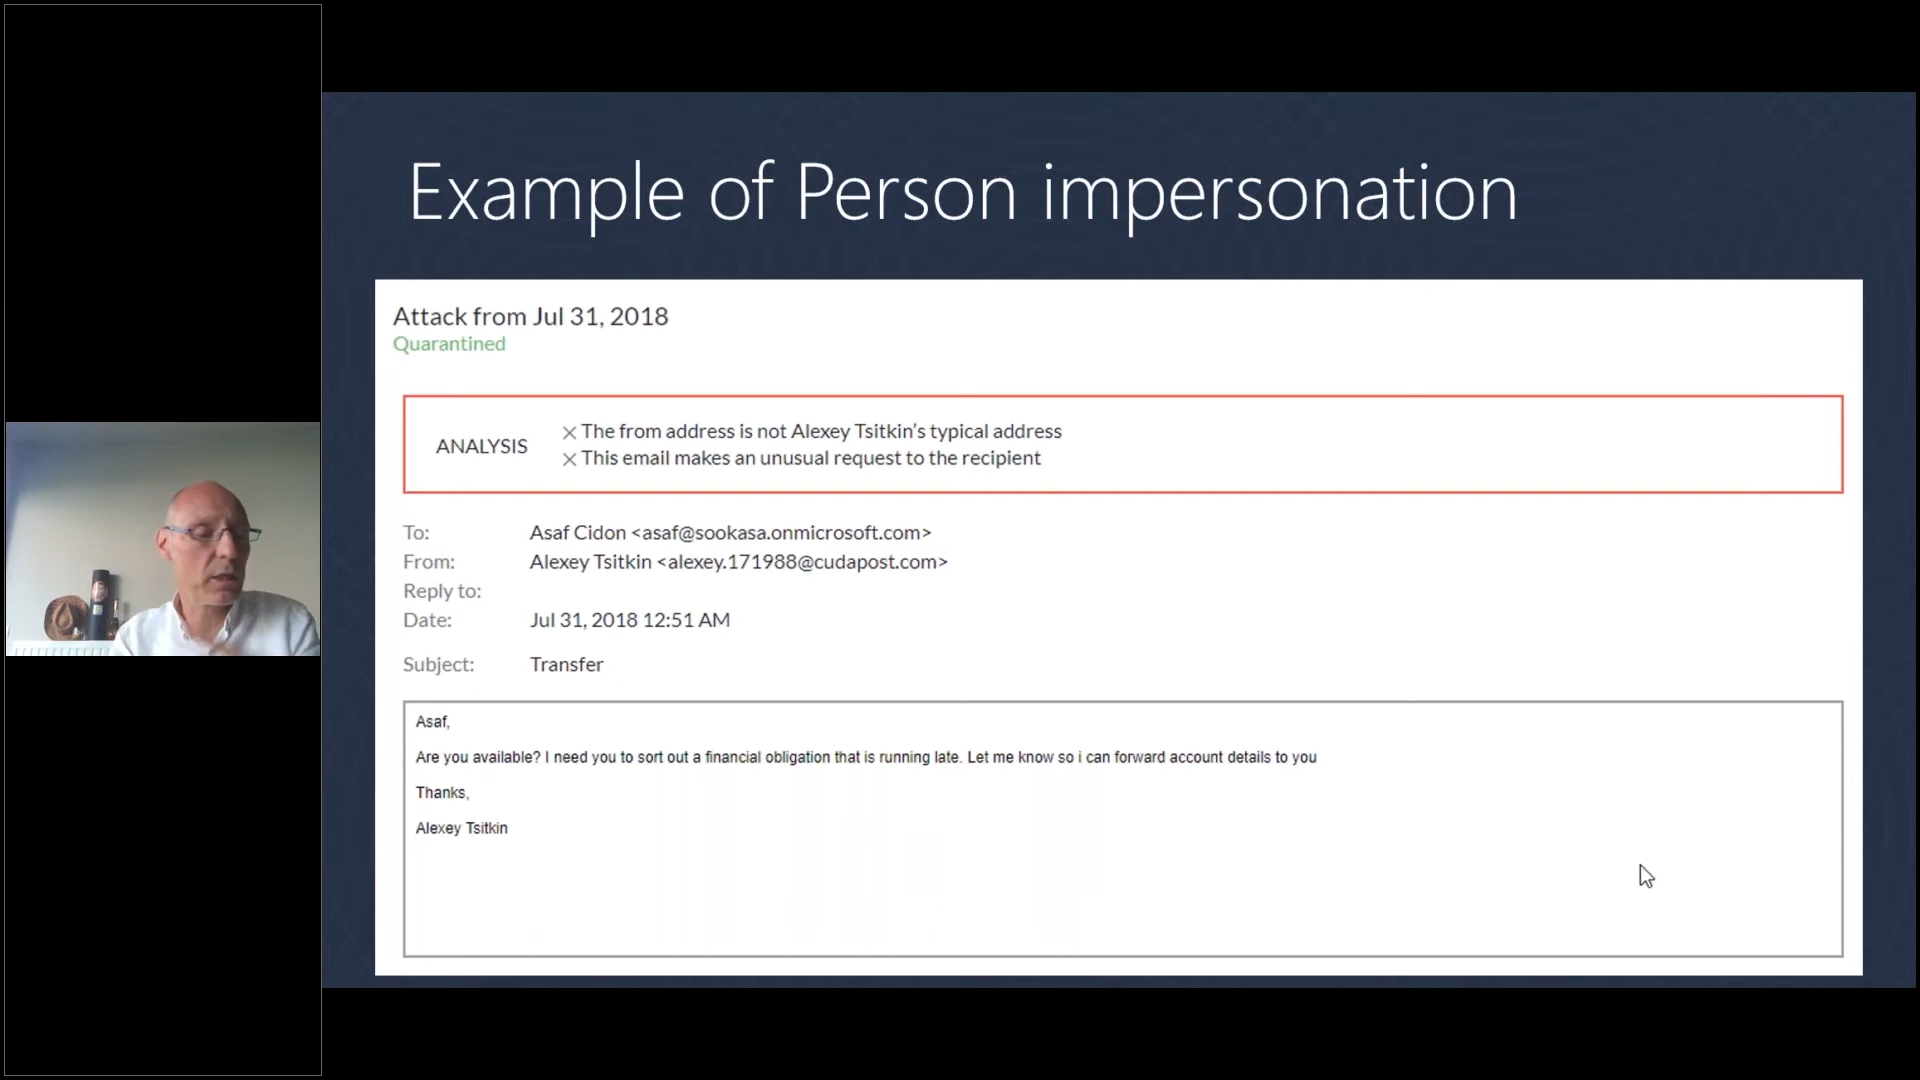 Example of Person impersonation
Attack from Jul 31, 2018
Quarantined
ANALYSIS
The from address is not Alexey Tsitkin's typical address
This email makes an unusual request to the recipient
To: Asaf Cidon <asaf@sookasa.onmicrosoft.com>
From: Alexey Tsitkin <alexey.171988@cudapost.com>
Reply to:
Date: Jul 31, 2018 12:51 AM
Subject: Transfer
Asaf,
Are you available? I need you to sort out a financial obligation that is running late. Let me know so i can forward account details to you
Thanks,
Alexey Tsitkin